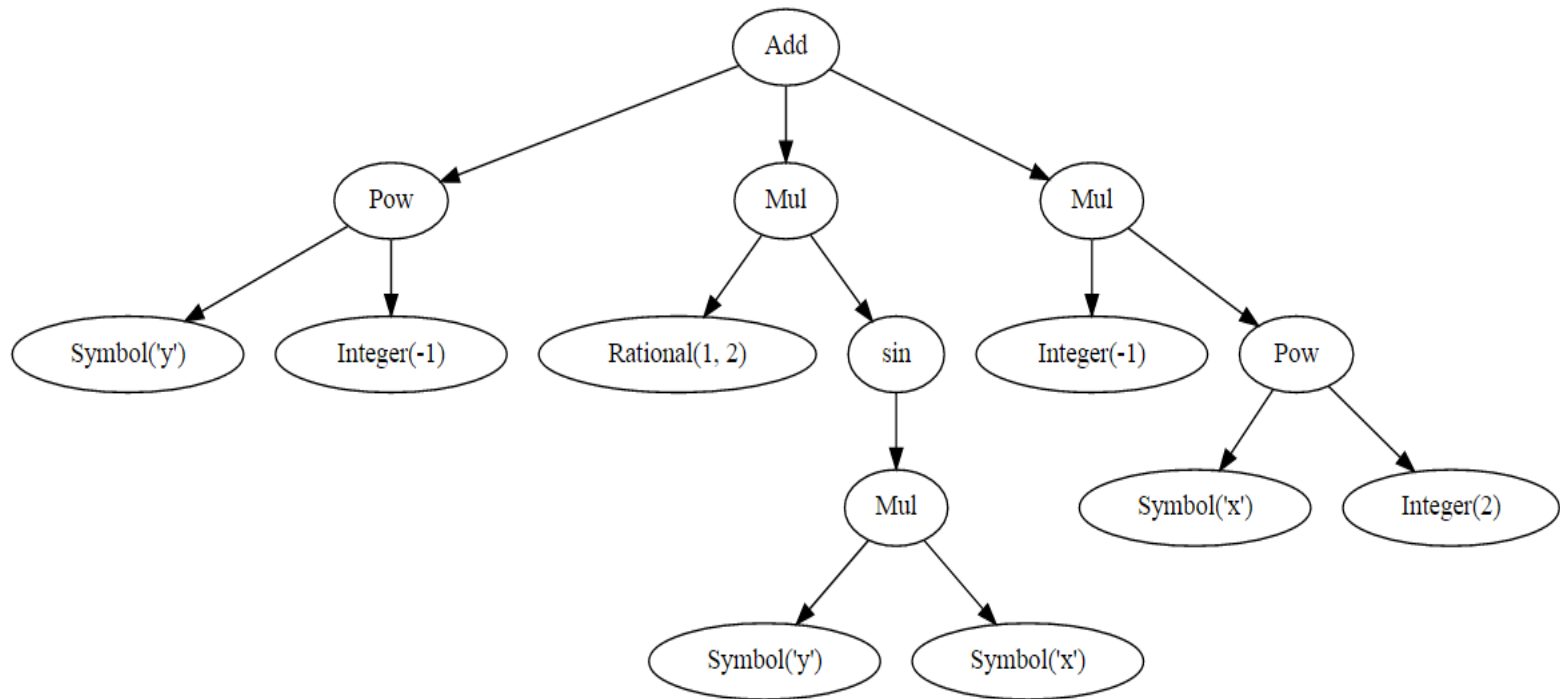 Add
Pow Mul Mul
Symbol('y') Integer(-1) Rational(1, 2) sin Integer(-1) Pow
Mul Symbol('x') Integer(2)
Symbol('y') Symbol('x')